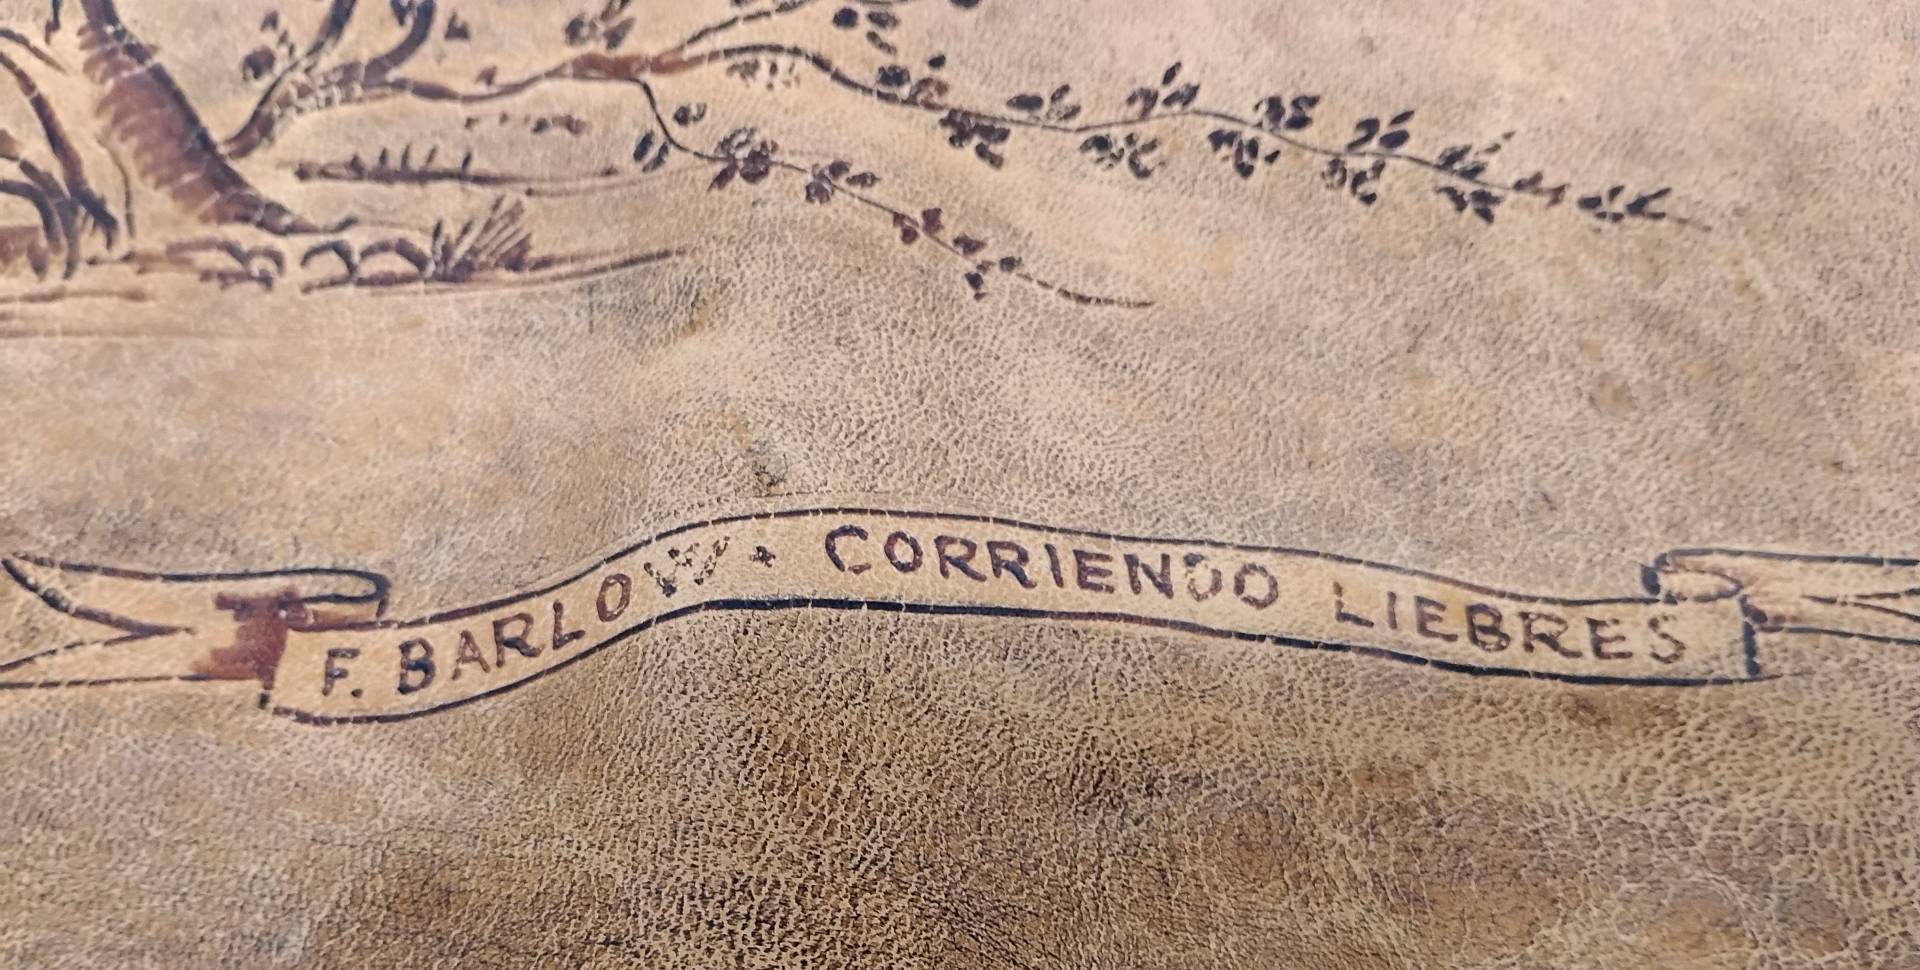 F. BARLOW · CORRIENDO LIEBRES